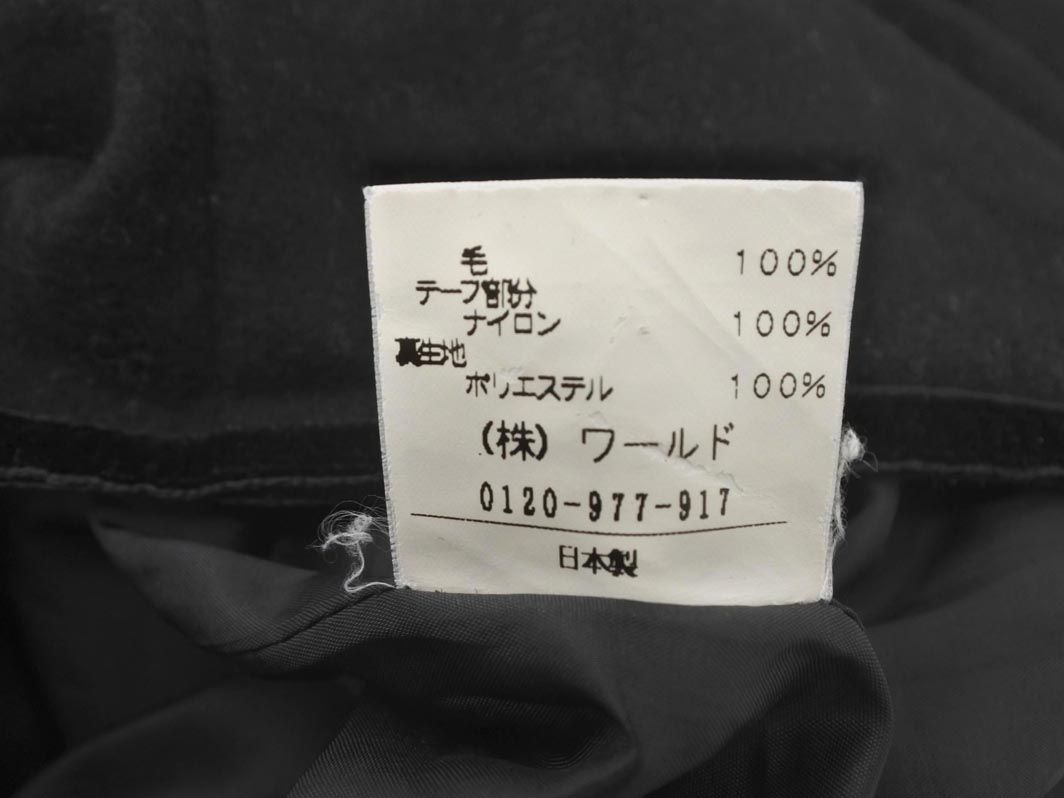 毛 100%
テープ部分
ナイロン 100%
裏生地
ポリエステル 100%
(株) ワールド
0120-977-917
日本製